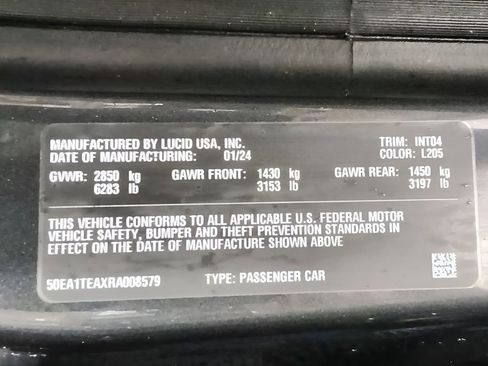 MANUFACTURED BY LUCID USA, INC. TRIM: INT04
DATE OF MANUFACTURING: 01/24 COLOR: L205
GVWR: 2850 kg GAWR FRONT: 1430 kg GAWR REAR: 1450 kg
6283 lb 3153 lb 3197 lb
THIS VEHICLE CONFORMS TO ALL APPLICABLE U.S. FEDERAL MOTOR
VEHICLE SAFETY, BUMPER AND THEFT PREVENTION STANDARDS IN
EFFECT ON THE DATE OF MANUFACTURE SHOWN ABOVE
50EA1TEAXRA008579 TYPE: PASSENGER CAR